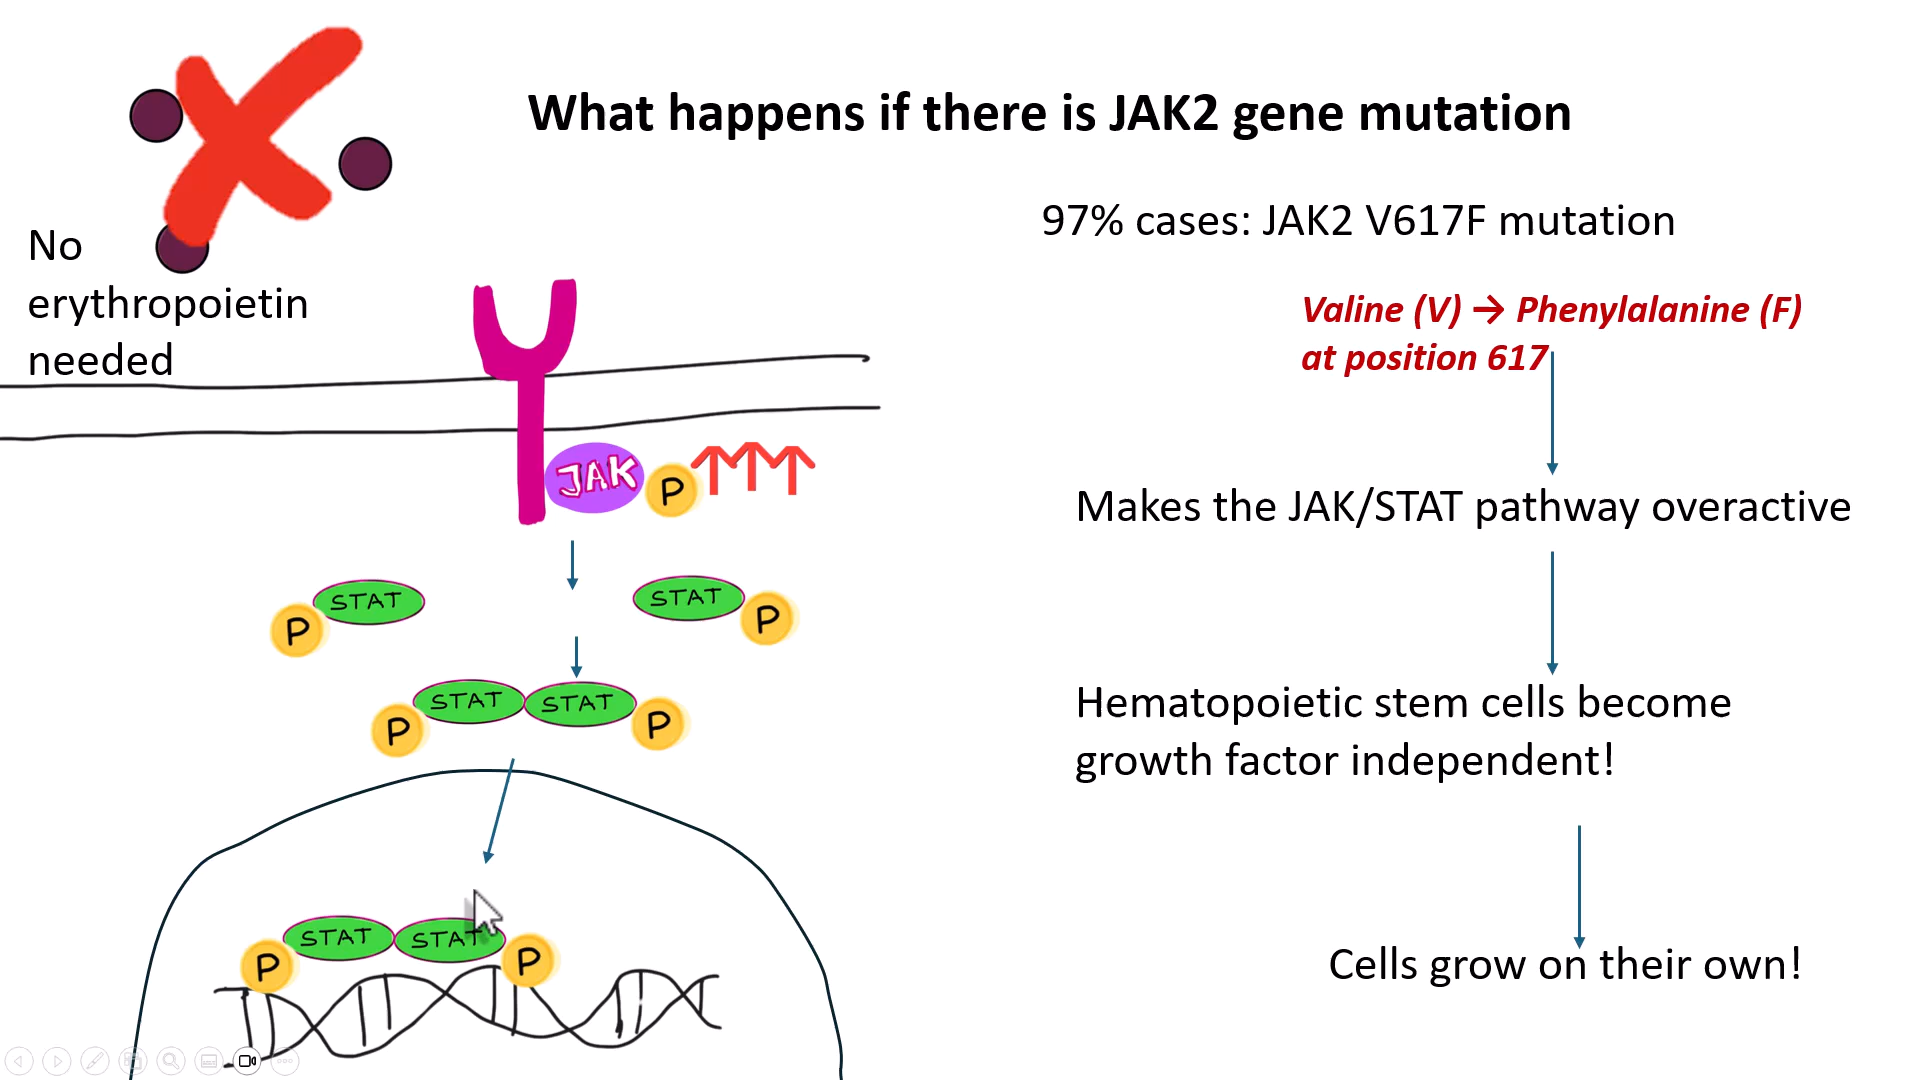 What happens if there is JAK2 gene mutation
No
erythropoietin
needed
97% cases: JAK2 V617F mutation
Valine (V) → Phenylalanine (F)
at position 617
Makes the JAK/STAT pathway overactive
Hematopoietic stem cells become
growth factor independent!
Cells grow on their own!
JAK P
STAT
P
STAT
P
STAT STAT
P P
STAT STAT
P P